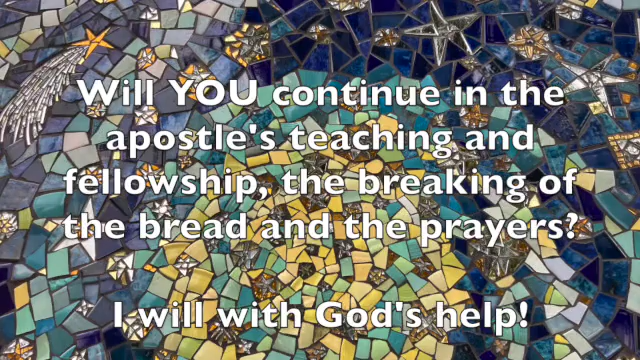 Will YOU continue in the
apostle's teaching and
fellowship, the breaking of
the bread and the prayers?
I will with God's help!